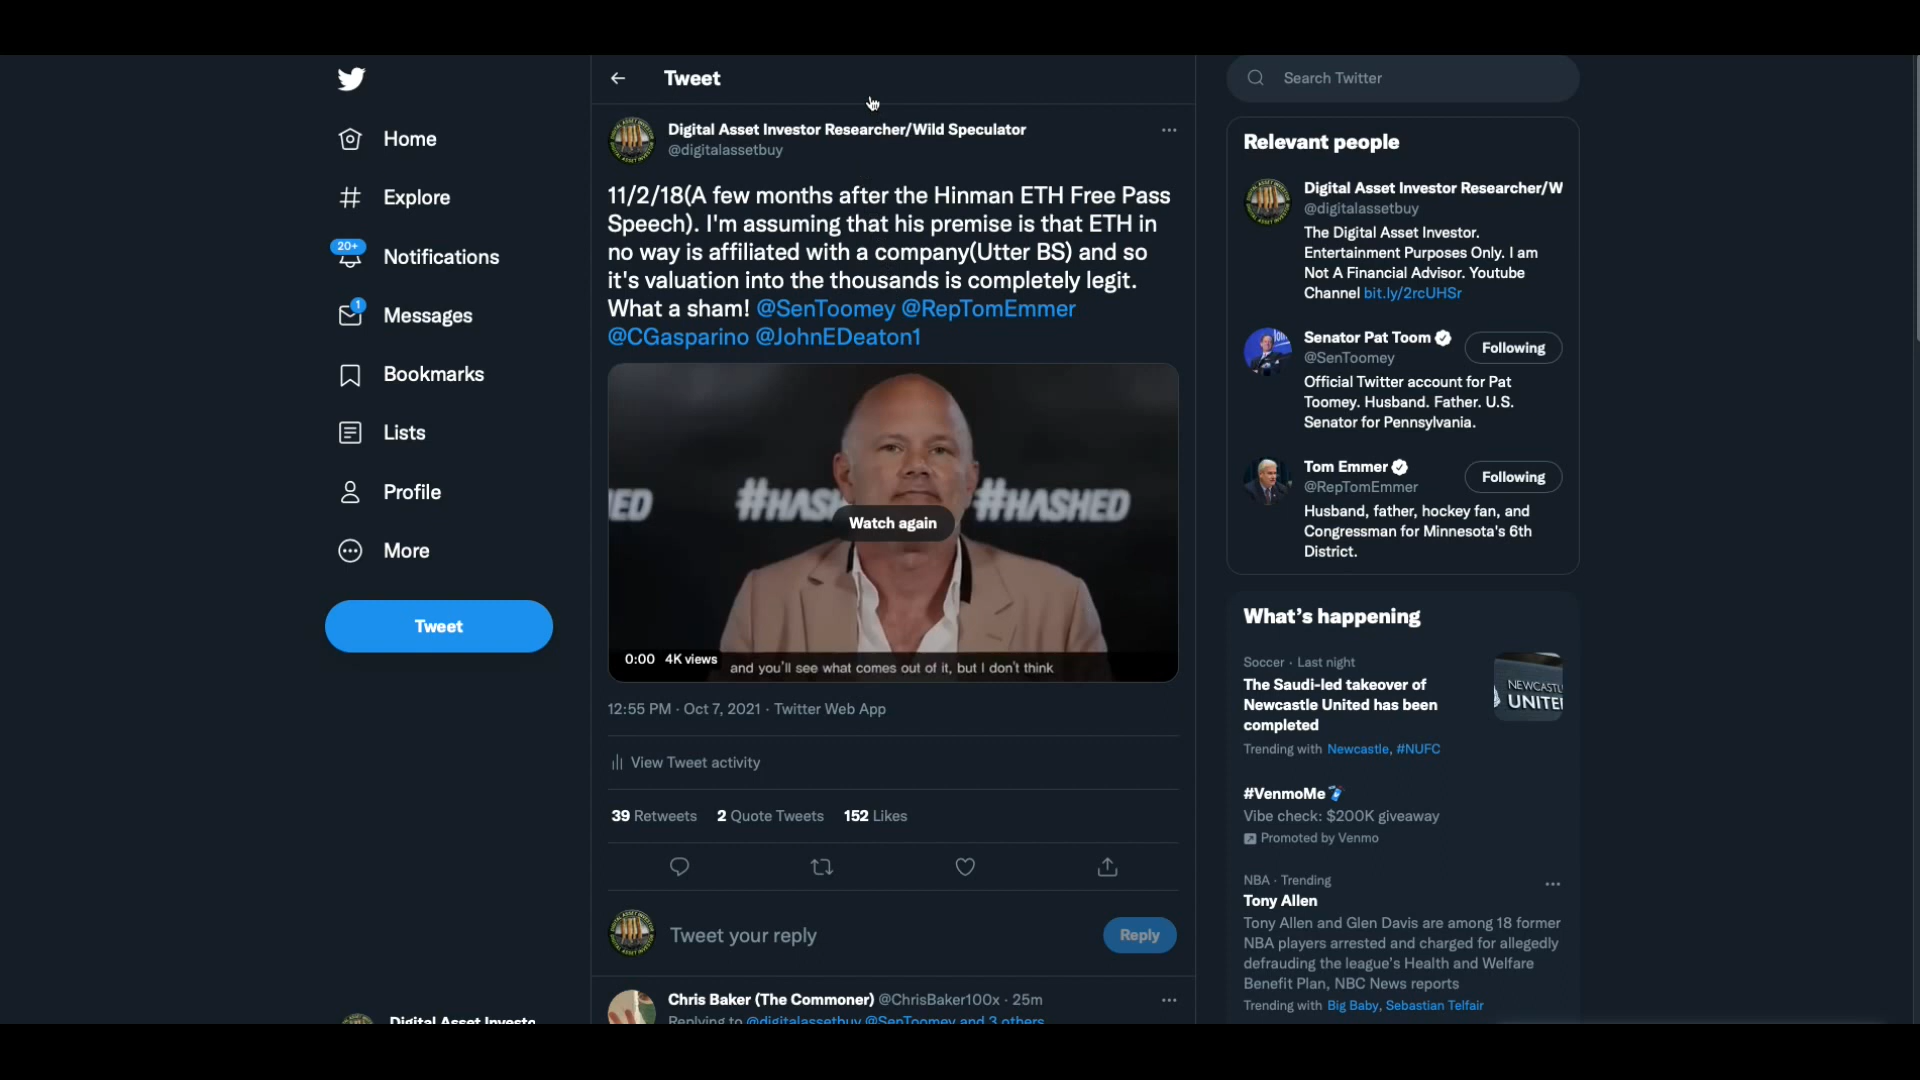 Home
Explore
20+
Notifications
1
Messages
Bookmarks
Lists
Profile
More
Tweet
Tweet
Digital Asset Investor Researcher/Wild Speculator
@digitalassetbuy
11/2/18(A few months after the Hinman ETH Free Pass
Speech). I'm assuming that his premise is that ETH in
no way is affiliated with a company(Utter BS) and so
it's valuation into the thousands is completely legit.
What a sham! @SenToomey @RepTomEmmer
@CGasparino @JohnEDeaton1
#HASHED
Watch again
0:00 4K views
and you'll see what comes out of it, but I don't think
12:55 PM · Oct 7, 2021 · Twitter Web App
View Tweet activity
39 Retweets 2 Quote Tweets 152 Likes
Tweet your reply
Reply
Chris Baker (The Commoner) @ChrisBaker100x · 25m
Replying to @digitalassetbuy @SenToomey and 3 others
Search Twitter
Relevant people
Digital Asset Investor Researcher/W
@digitalassetbuy
The Digital Asset Investor.
Entertainment Purposes Only. I am
Not A Financial Advisor. Youtube
Channel bit.ly/2rcUHSr
Senator Pat Toom
Following
@SenToomey
Official Twitter account for Pat
Toomey. Husband. Father. U.S.
Senator for Pennsylvania.
Tom Emmer
Following
@RepTomEmmer
Husband, father, hockey fan, and
Congressman for Minnesota's 6th
District.
What's happening
Soccer · Last night
The Saudi-led takeover of
Newcastle United has been
completed
Trending with Newcastle, #NUFC
NEWCASTL
UNITE
#VenmoMe
Vibe check: $200K giveaway
Promoted by Venmo
NBA · Trending
Tony Allen
Tony Allen and Glen Davis are among 18 former
NBA players arrested and charged for allegedly
defrauding the league's Health and Welfare
Benefit Plan, NBC News reports
Trending with Big Baby, Sebastian Telfair
Digital Asset Investo